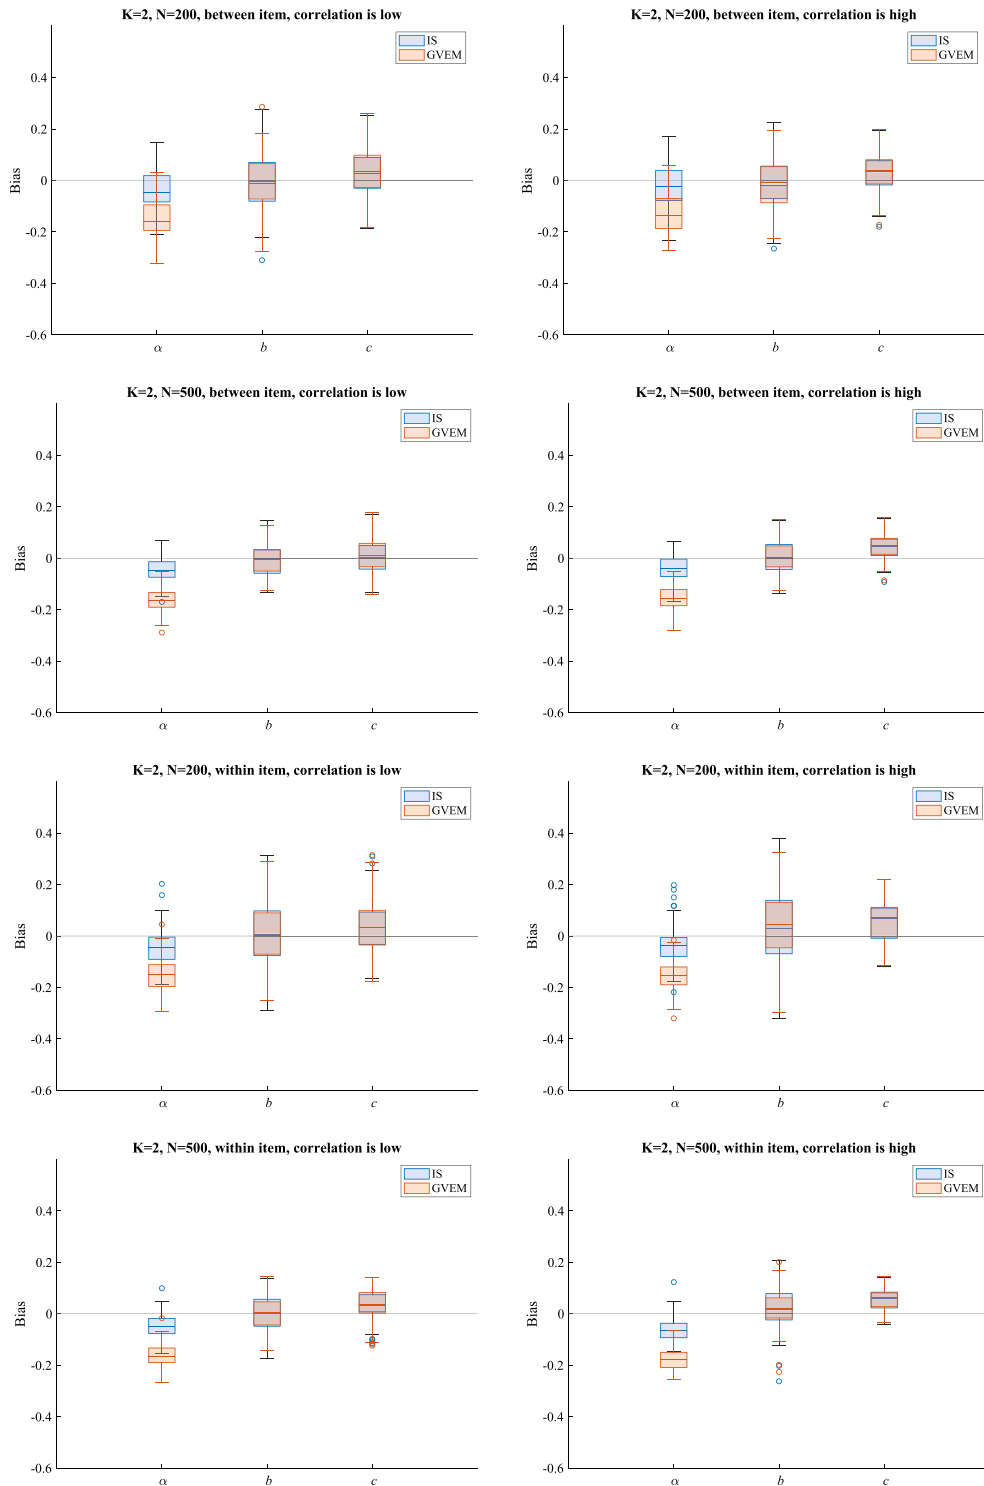 K=2, N=200, between item, correlation is low
IS
GVEM
0.4
0.2
0
-0.2
-0.4
-0.6
Bias
α
b
c
K=2, N=200, between item, correlation is high
IS
GVEM
0.4
0.2
0
-0.2
-0.4
-0.6
Bias
α
b
c
K=2, N=500, between item, correlation is low
IS
GVEM
0.4
0.2
0
-0.2
-0.4
-0.6
Bias
α
b
c
K=2, N=500, between item, correlation is high
IS
GVEM
0.4
0.2
0
-0.2
-0.4
-0.6
Bias
α
b
c
K=2, N=200, within item, correlation is low
IS
GVEM
0.4
0.2
0
-0.2
-0.4
-0.6
Bias
α
b
c
K=2, N=200, within item, correlation is high
IS
GVEM
0.4
0.2
0
-0.2
-0.4
-0.6
Bias
α
b
c
K=2, N=500, within item, correlation is low
IS
GVEM
0.4
0.2
0
-0.2
-0.4
-0.6
Bias
α
b
c
K=2, N=500, within item, correlation is high
IS
GVEM
0.4
0.2
0
-0.2
-0.4
-0.6
Bias
α
b
c